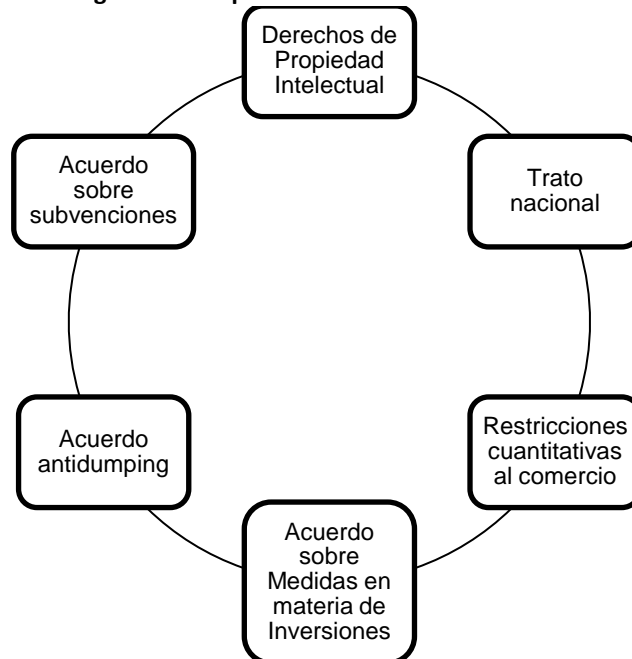 Derechos de
Propiedad
Intelectual
Trato
nacional
Restricciones
cuantitativas
al comercio
Acuerdo
sobre
Medidas en
materia de
Inversiones
Acuerdo
antidumping
Acuerdo
sobre
subvenciones